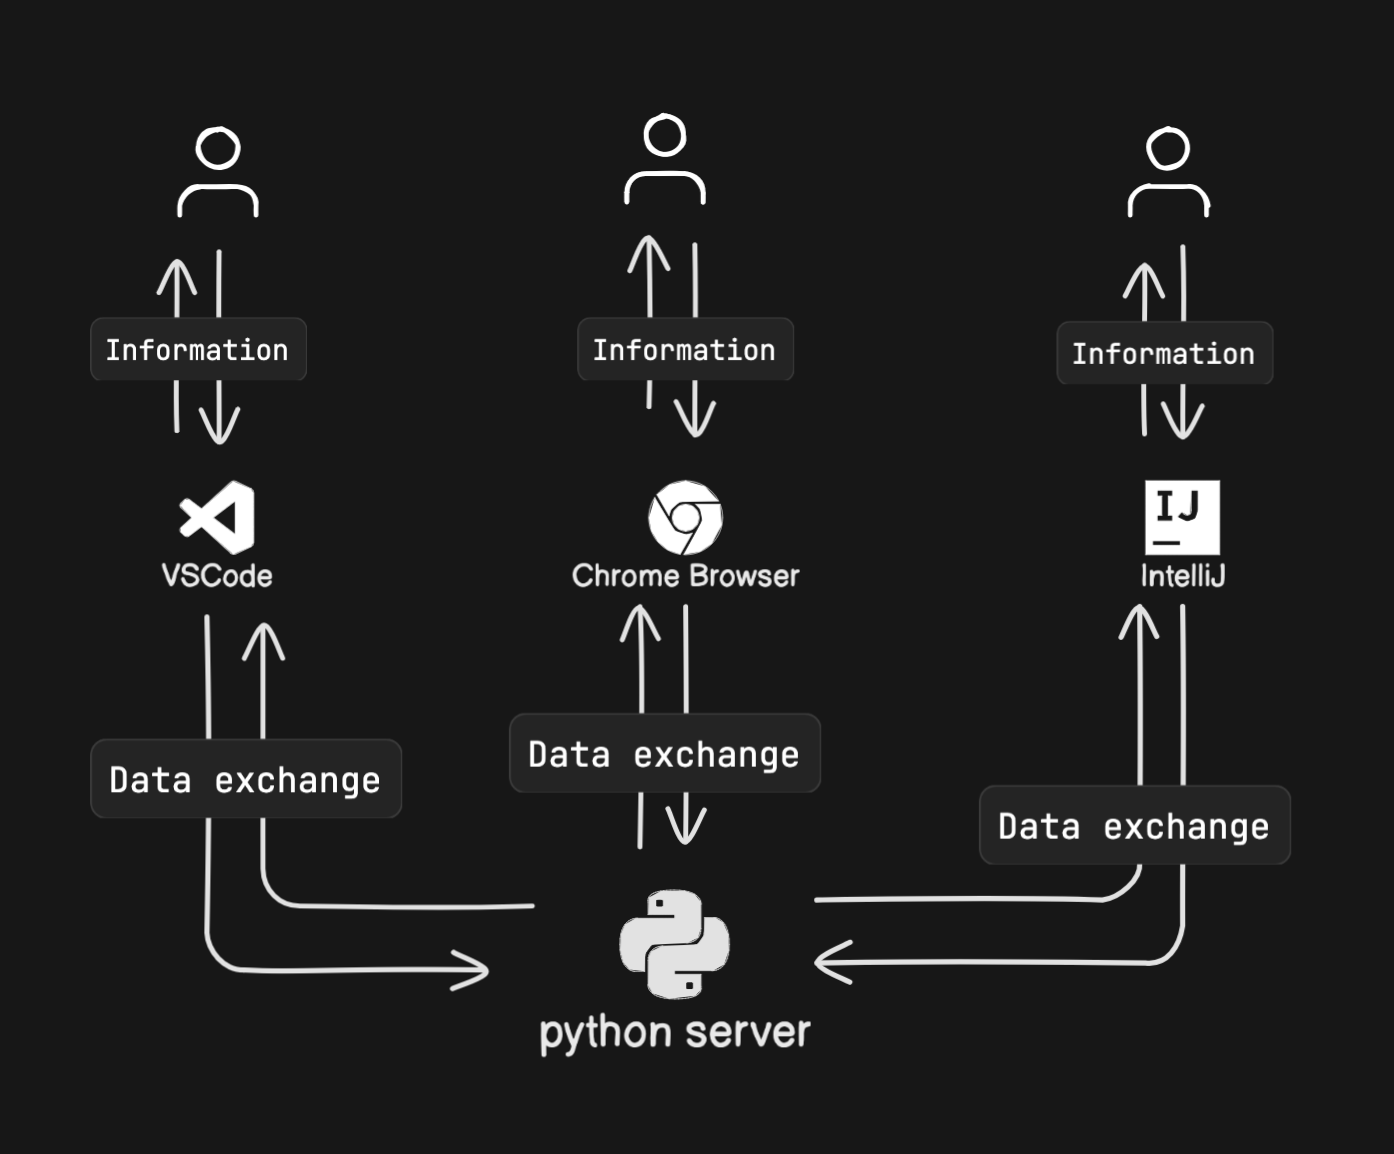 Information
Information
Information
IJ
VSCode
Chrome Browser
IntelliJ
Data exchange
Data exchange
Data exchange
python server